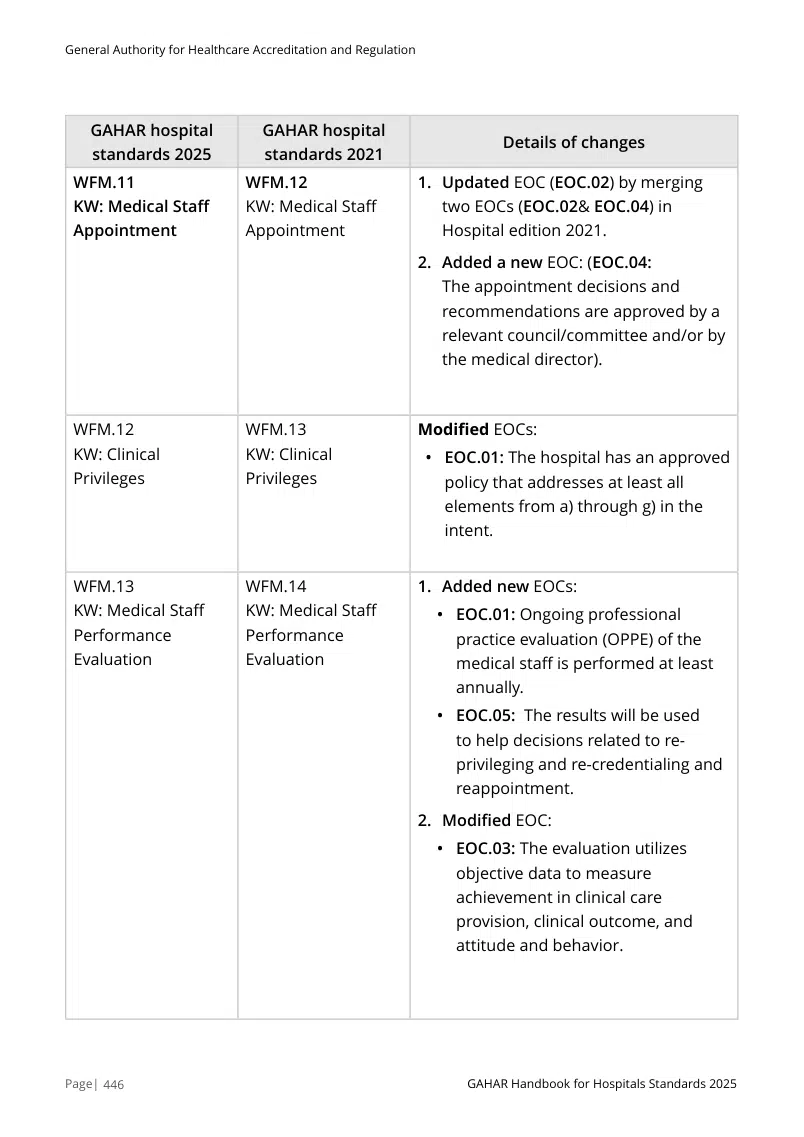 General Authority for Healthcare Accreditation and Regulation
GAHAR hospital
standards 2025
GAHAR hospital
standards 2021
Details of changes
WFM.11
KW: Medical Staff
Appointment
WFM.12
KW: Medical Staff
Appointment
1. Updated EOC (EOC.02) by merging
two EOCs (EOC.02& EOC.04) in
Hospital edition 2021.
2. Added a new EOC: (EOC.04:
The appointment decisions and
recommendations are approved by a
relevant council/committee and/or by
the medical director).
WFM.12
KW: Clinical
Privileges
WFM.13
KW: Clinical
Privileges
Modified EOCs:
• EOC.01: The hospital has an approved
policy that addresses at least all
elements from a) through g) in the
intent.
WFM.13
KW: Medical Staff
Performance
Evaluation
WFM.14
KW: Medical Staff
Performance
Evaluation
1. Added new EOCs:
• EOC.01: Ongoing professional
practice evaluation (OPPE) of the
medical staff is performed at least
annually.
• EOC.05: The results will be used
to help decisions related to re-
privileging and re-credentialing and
reappointment.
2. Modified EOC:
• EOC.03: The evaluation utilizes
objective data to measure
achievement in clinical care
provision, clinical outcome, and
attitude and behavior.
Page| 446
GAHAR Handbook for Hospitals Standards 2025